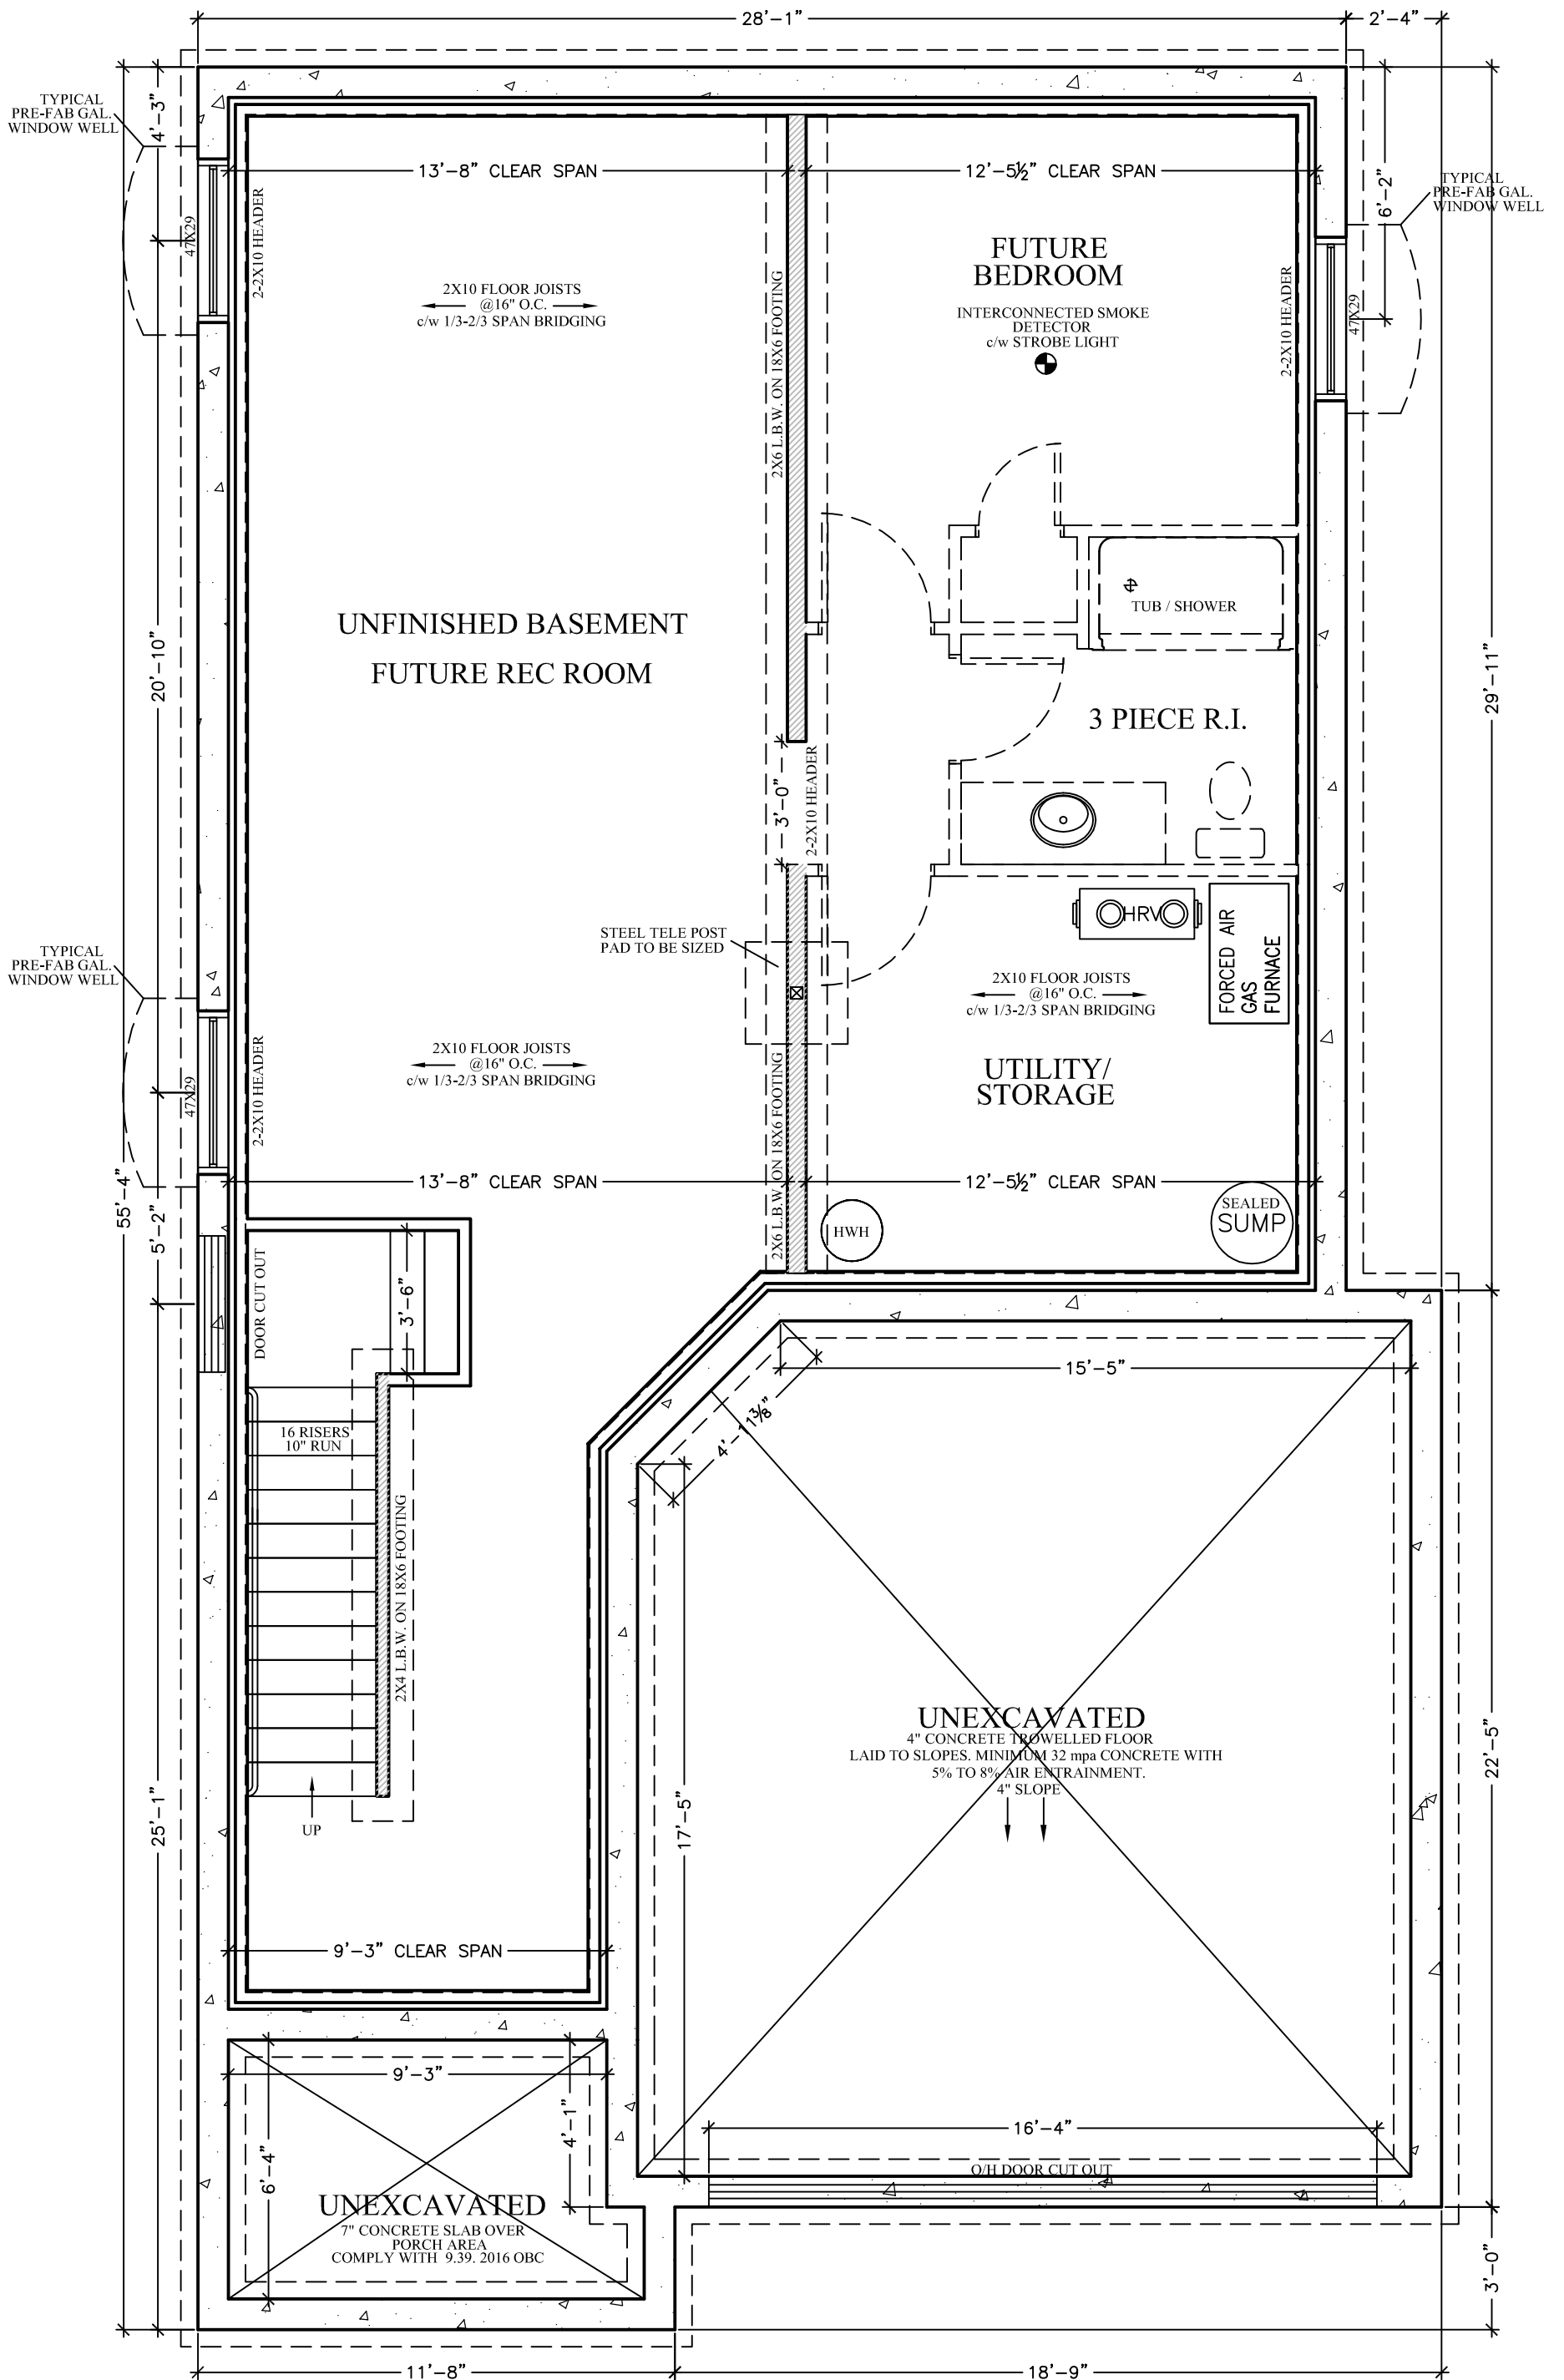 28'-1"
2'-4"
TYPICAL
PRE-FAB GAL.
WINDOW WELL
4'-3"
47X29
2-2X10 HEADER
13'-8" CLEAR SPAN
12'-5½" CLEAR SPAN
6'-2"
TYPICAL
PRE-FAB GAL.
WINDOW WELL
47X29
2-2X10 HEADER
FUTURE
BEDROOM
INTERCONNECTED SMOKE
DETECTOR
c/w STROBE LIGHT
2X10 FLOOR JOISTS
@16" O.C.
c/w 1/3-2/3 SPAN BRIDGING
2X6 L.B.W. ON 18X6 FOOTING
UNFINISHED BASEMENT
FUTURE REC ROOM
TUB / SHOWER
20'-10"
29'-11"
3 PIECE R.I.
3'-0"
2-2X10 HEADER
HRV
FORCED AIR
GAS
FURNACE
STEEL TELE POST
PAD TO BE SIZED
TYPICAL
PRE-FAB GAL.
WINDOW WELL
2X10 FLOOR JOISTS
@16" O.C.
c/w 1/3-2/3 SPAN BRIDGING
UTILITY/
STORAGE
2X10 FLOOR JOISTS
@16" O.C.
c/w 1/3-2/3 SPAN BRIDGING
47X29
2-2X10 HEADER
2X6 L.B.W. ON 18X6 FOOTING
13'-8" CLEAR SPAN
12'-5½" CLEAR SPAN
55'-4"
5'-2"
HWH
SEALED
SUMP
DOOR CUT OUT
3'-6"
15'-5"
4'-11⅜"
16 RISERS
10" RUN
2X4 L.B.W. ON 18X6 FOOTING
UP
25'-1"
UNEXCAVATED
4" CONCRETE TROWELLED FLOOR
LAID TO SLOPES. MINIMUM 32 mpa CONCRETE WITH
5% TO 8% AIR ENTRAINMENT.
4" SLOPE
17'-5"
22'-5"
9'-3" CLEAR SPAN
9'-3"
4'-1"
6'-4"
16'-4"
O/H DOOR CUT OUT
UNEXCAVATED
7" CONCRETE SLAB OVER
PORCH AREA
COMPLY WITH 9.39. 2016 OBC
3'-0"
11'-8"
18'-9"